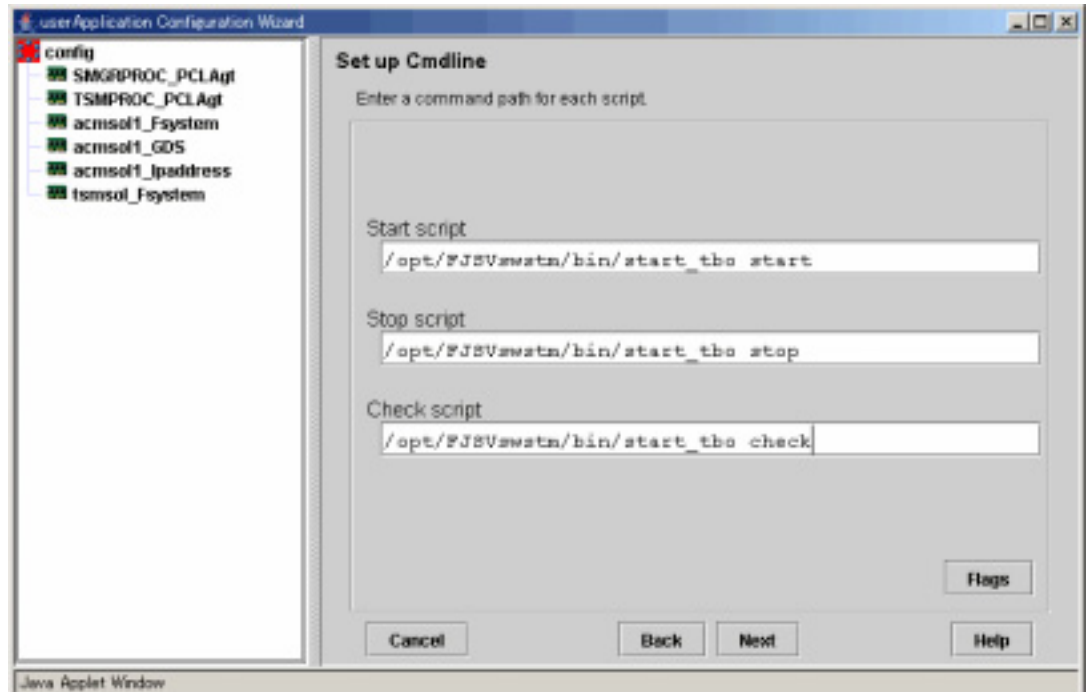 userApplication Configuration Wizard
config
SMGRPROC_PCLAgt
TSMPROC_PCLAgt
acmsol1_Fsystem
acmsol1_GDS
acmsol1_Ipaddress
tsmsol_Fsystem
Set up Cmdline
Enter a command path for each script.
Start script
/opt/FJSVswstm/bin/start_tbo start
Stop script
/opt/FJSVswstm/bin/start_tbo stop
Check script
/opt/FJSVswstm/bin/start_tbo check
Flags
Cancel
Back
Next
Help
Java Applet Window